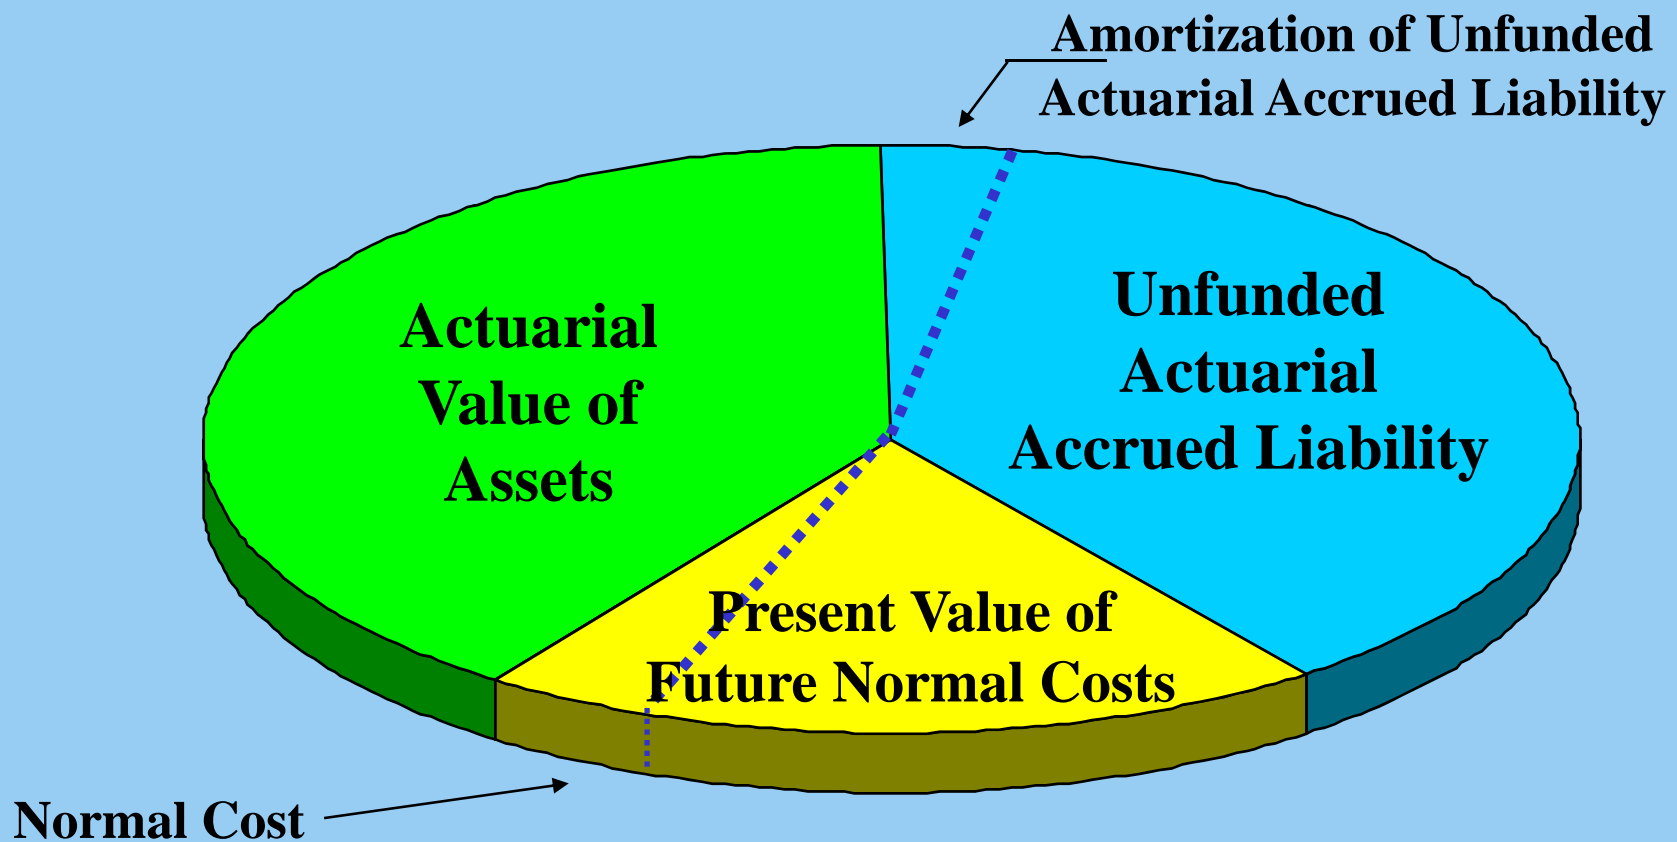 Amortization of Unfunded
Actuarial Accrued Liability
Actuarial
Value of
Assets
Unfunded
Actuarial
Accrued Liability
Present Value of
Future Normal Costs
Normal Cost